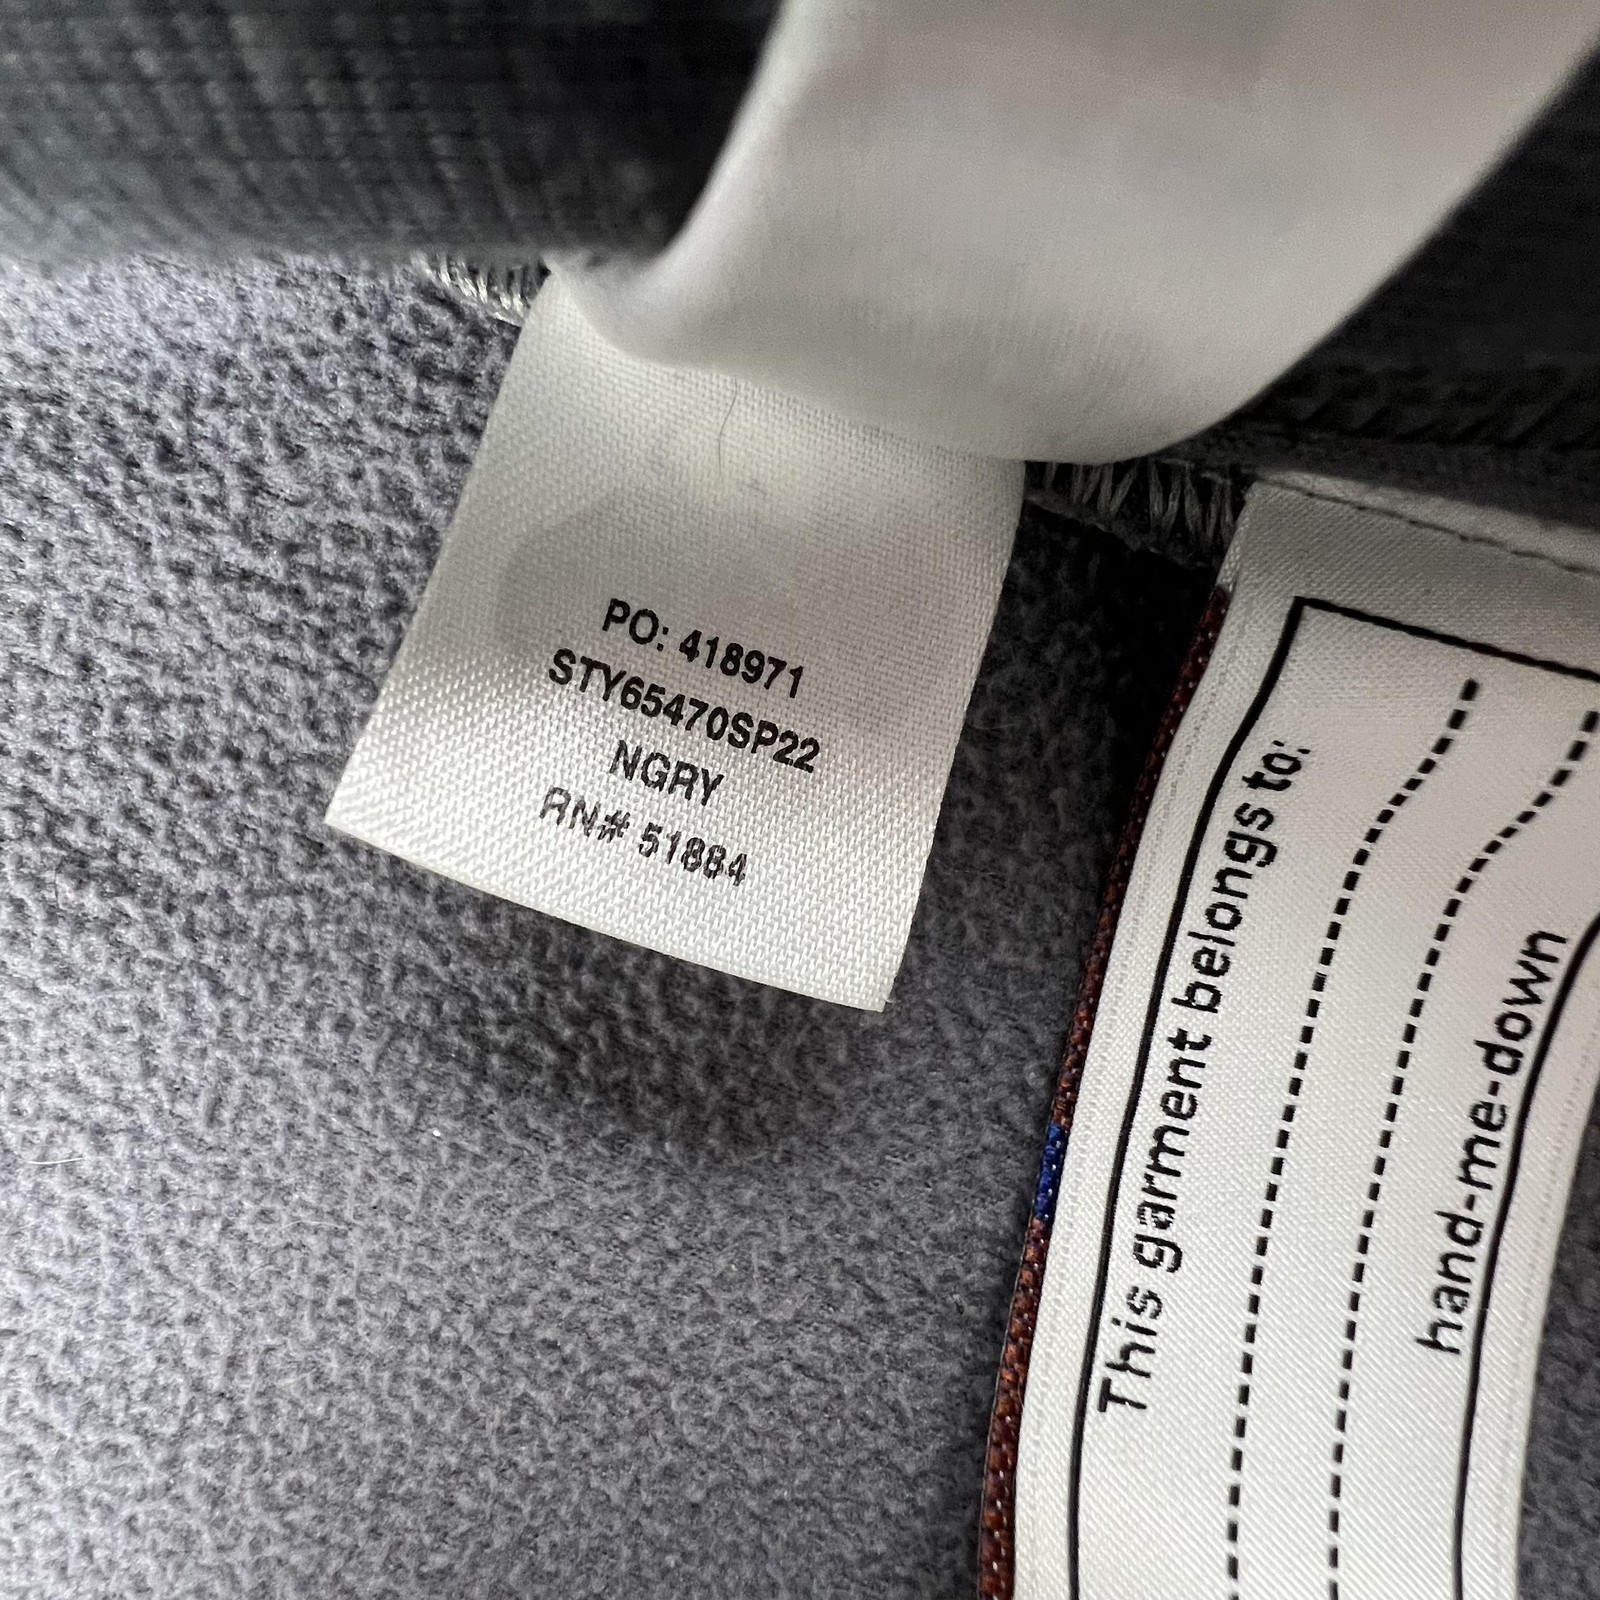 PO: 418971
STY65470SP22
NGRY
RN# 51884
This garment belongs to:
hand-me-down